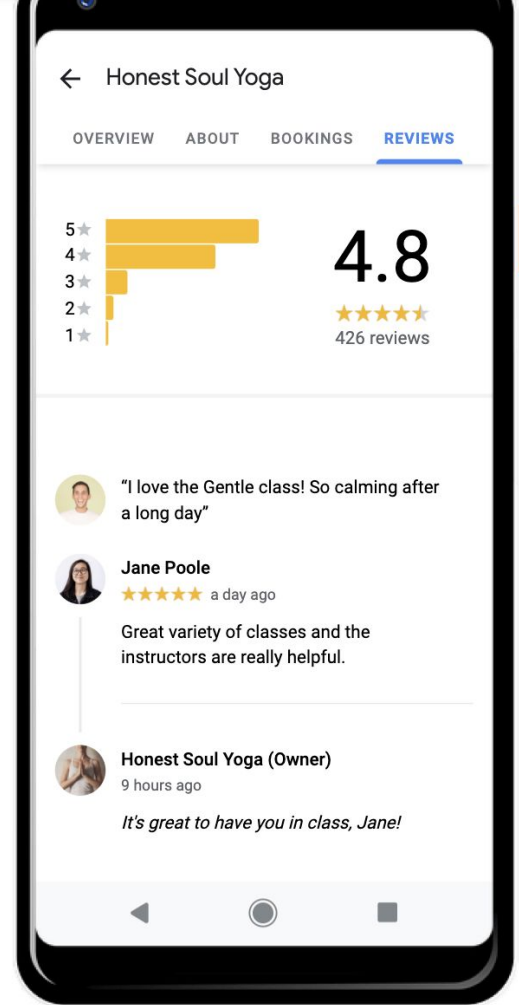 Honest Soul Yoga
OVERVIEW ABOUT BOOKINGS REVIEWS
5★
4★
3★
2★
1★
4.8
426 reviews
“I love the Gentle class! So calming after
a long day”
Jane Poole
a day ago
Great variety of classes and the
instructors are really helpful.
Honest Soul Yoga (Owner)
9 hours ago
It's great to have you in class, Jane!